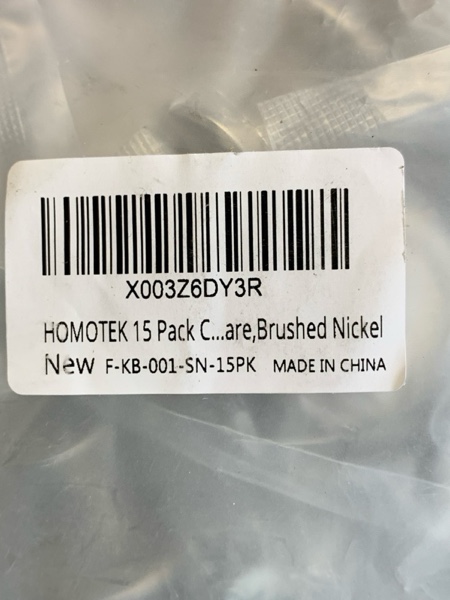 X003Z6DY3R
HOMOTEK 15 Pack C...are,Brushed Nickel
New F-KB-001-SN-15PK MADE IN CHINA